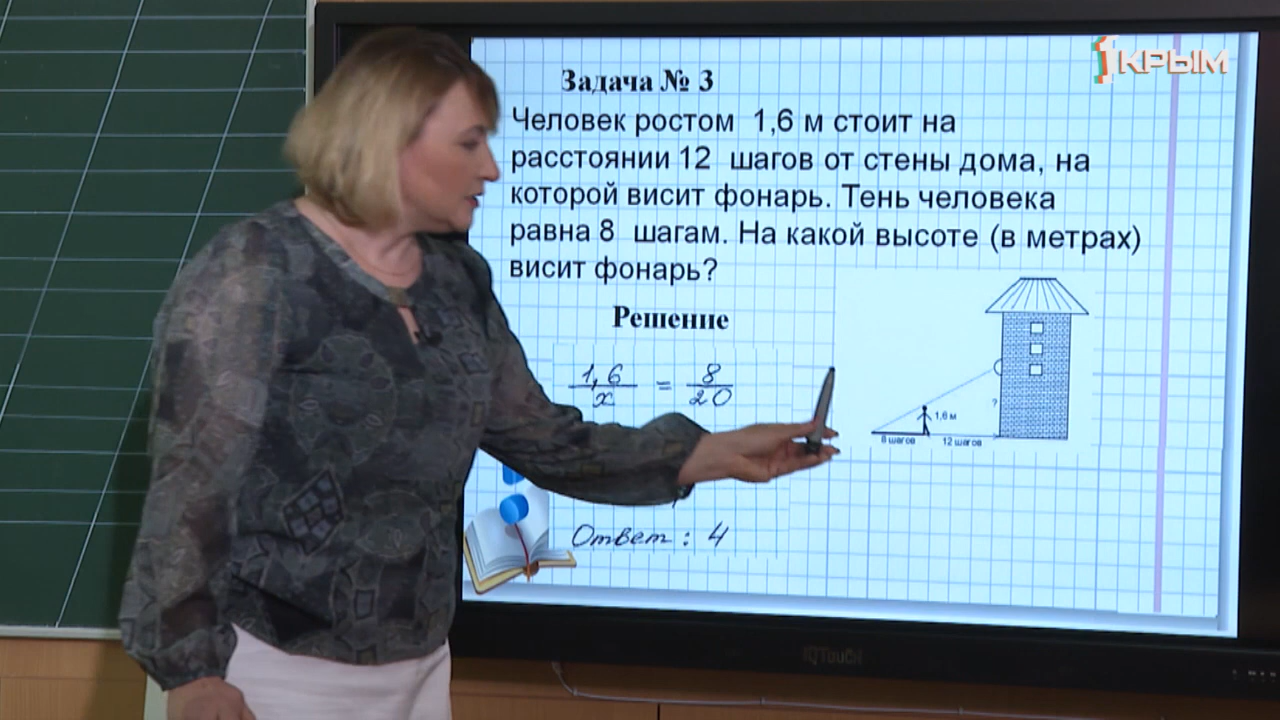 1КРЫМ
Задача № 3
Человек ростом 1,6 м стоит на
расстоянии 12 шагов от стены дома, на
которой висит фонарь. Тень человека
равна 8 шагам. На какой высоте (в метрах)
висит фонарь?
Решение
1,6 / x = 8 / 20
?
1,6 м
8 шагов 12 шагов
Ответ: 4
IQTouch